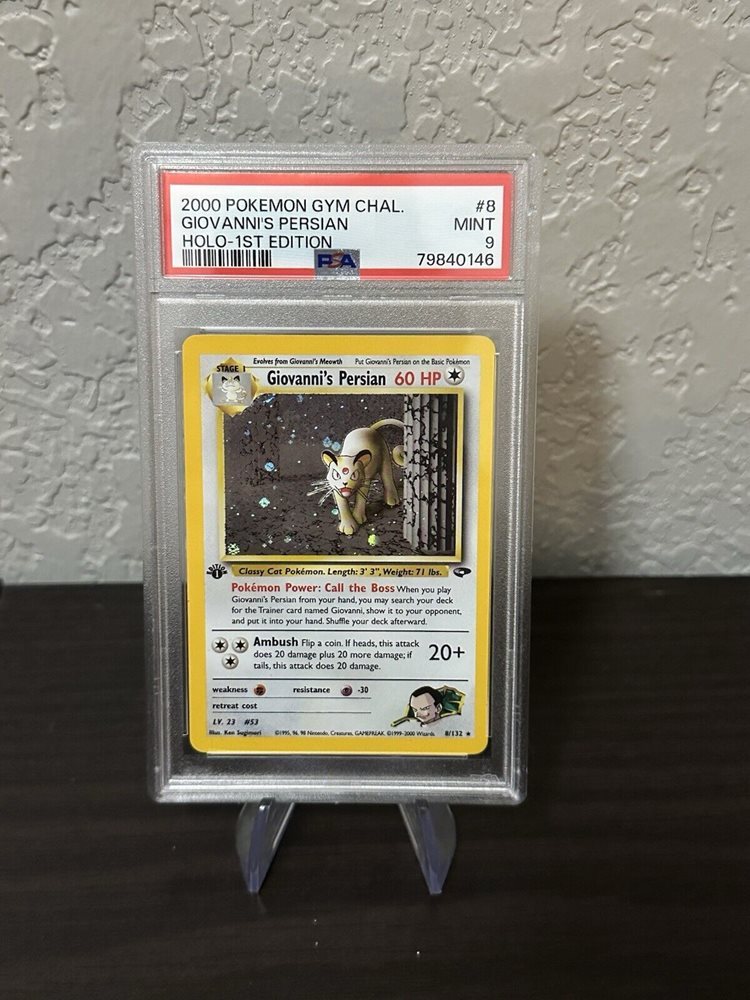 2000 POKEMON GYM CHAL. #8
GIOVANNI'S PERSIAN MINT
HOLO-1ST EDITION 9
PSA 79840146
Evolves from Giovanni's Meowth Put Giovanni's Persian on the Basic Pokémon
STAGE 1
Giovanni's Persian 60 HP
EDITION
1
Classy Cat Pokémon. Length: 3' 3", Weight: 71 lbs.
Pokémon Power: Call the Boss When you play
Giovanni's Persian from your hand, you may search your deck
for the Trainer card named Giovanni, show it to your opponent,
and put it into your hand. Shuffle your deck afterward.
Ambush Flip a coin. If heads, this attack
does 20 damage plus 20 more damage; if
tails, this attack does 20 damage.
20+
weakness resistance -30
retreat cost
LV. 23 #53
Illus. Ken Sugimori ©1995, 96, 98 Nintendo, Creatures, GAMEFREAK. ©1999-2000 Wizards. 8/132 ★